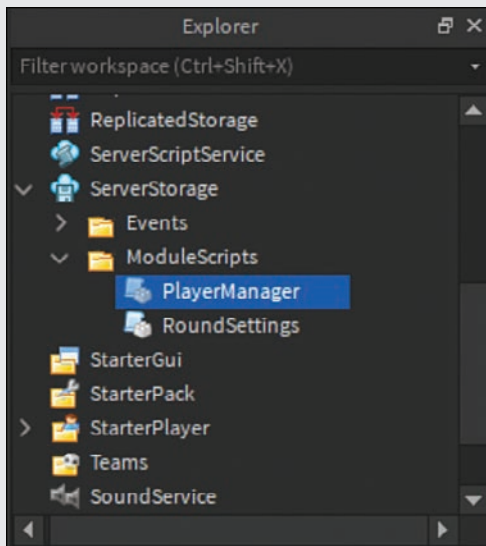 Explorer
Filter workspace (Ctrl+Shift+X)
ReplicatedStorage
ServerScriptService
ServerStorage
Events
ModuleScripts
PlayerManager
RoundSettings
StarterGui
StarterPack
StarterPlayer
Teams
SoundService